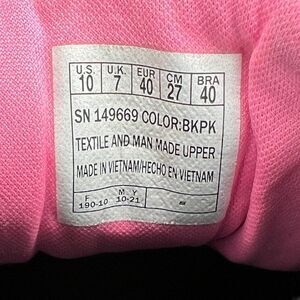 U.S. U.K. EUR CM BRA
10 7 40 27 40
SN 149669 COLOR:BKPK
TEXTILE AND MAN MADE UPPER
MADE IN VIETNAM/HECHO EN VIETNAM
F M Y
190-10 10-21